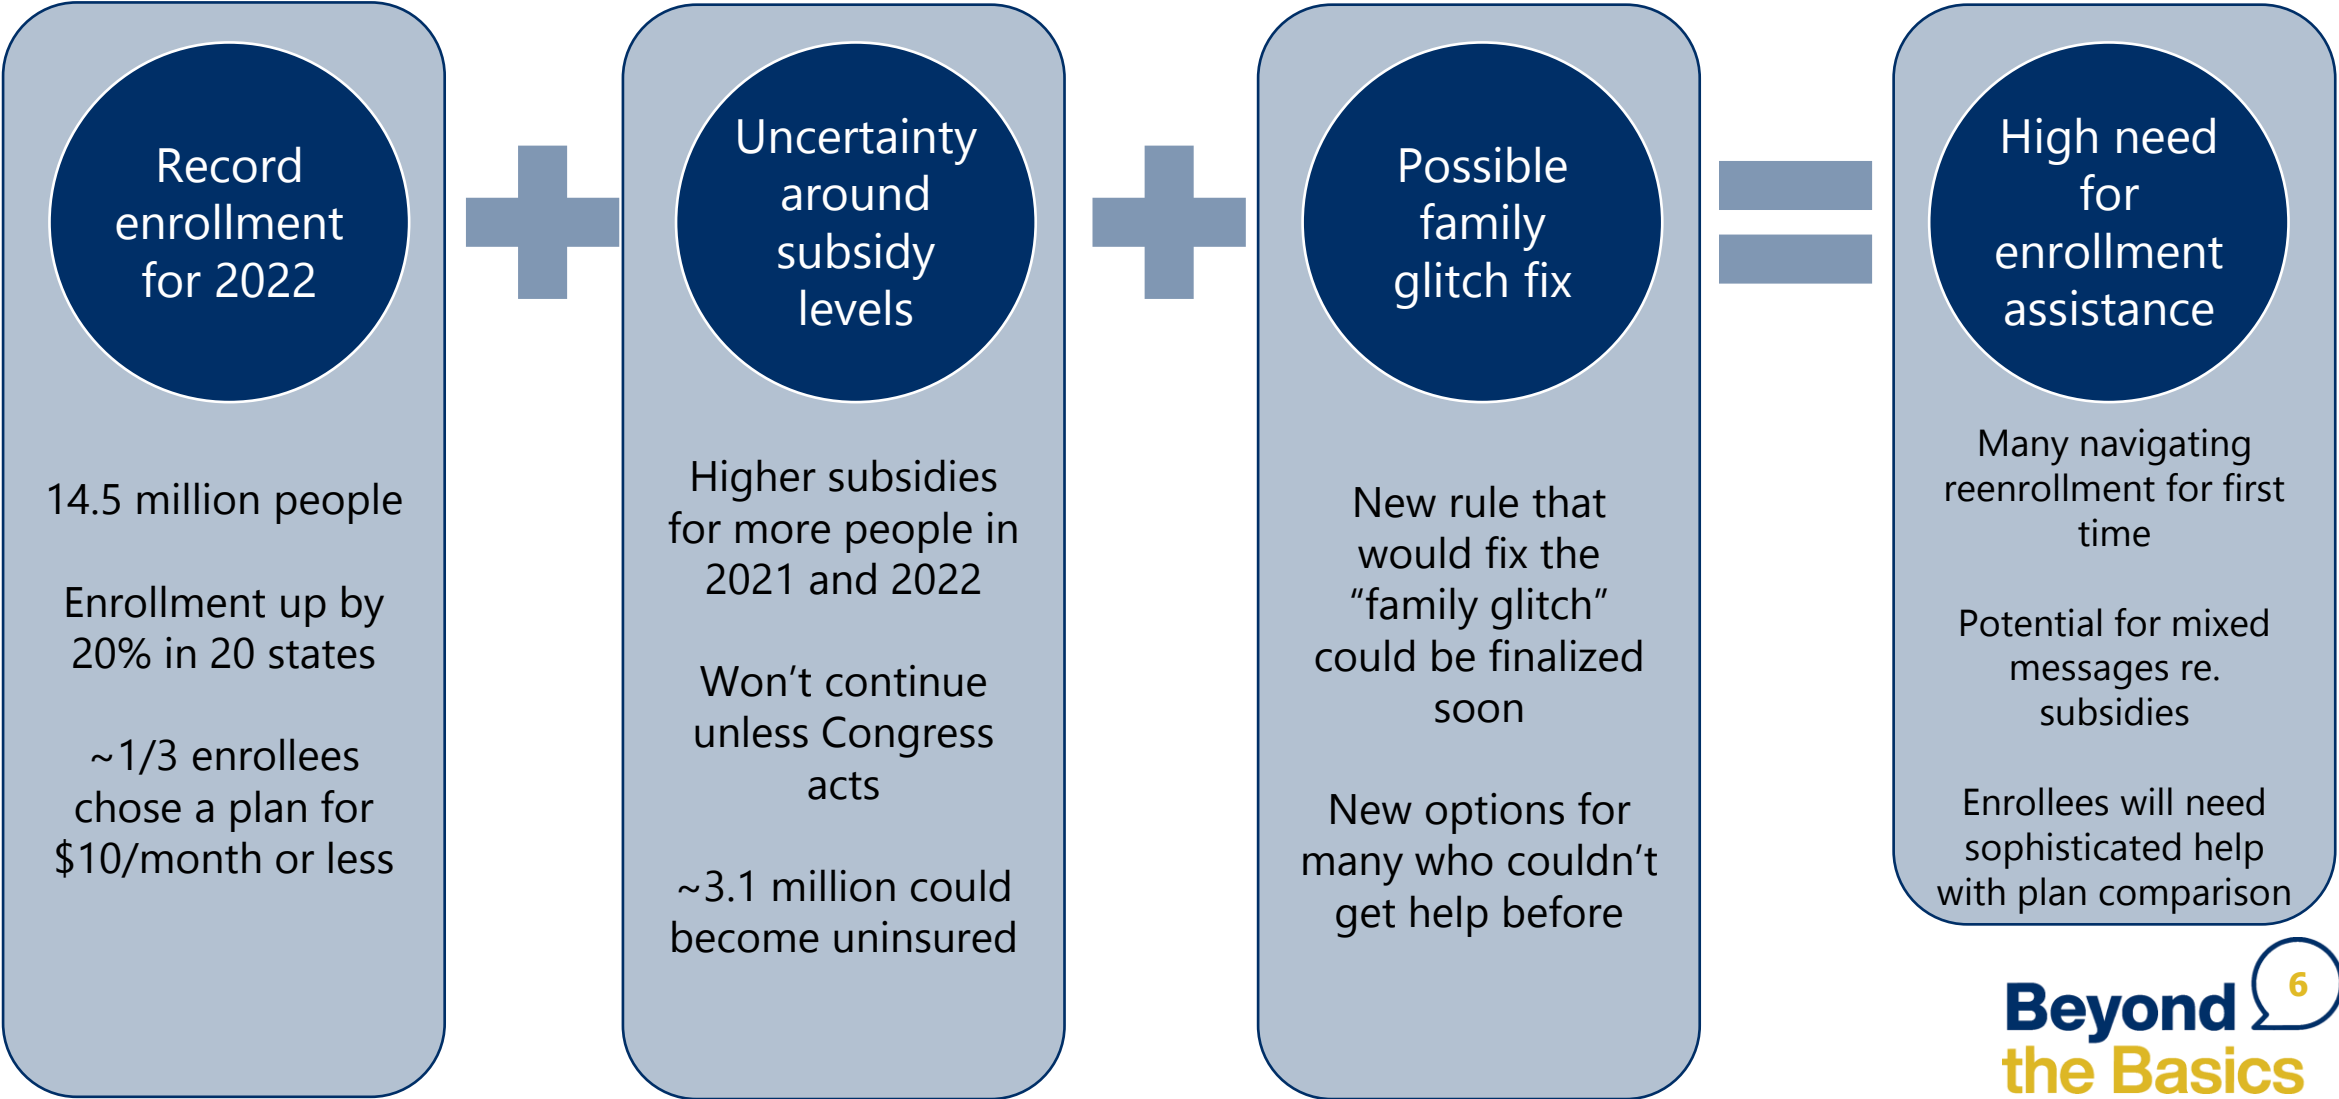 Record
enrollment
for 2022
14.5 million people
Enrollment up by
20% in 20 states
~1/3 enrollees
chose a plan for
$10/month or less
Uncertainty
around
subsidy
levels
Higher subsidies
for more people in
2021 and 2022
Won’t continue
unless Congress
acts
~3.1 million could
become uninsured
Possible
family
glitch fix
New rule that
would fix the
“family glitch”
could be finalized
soon
New options for
many who couldn’t
get help before
High need
for
enrollment
assistance
Many navigating
reenrollment for first
time
Potential for mixed
messages re.
subsidies
Enrollees will need
sophisticated help
with plan comparison
6
Beyond
the Basics